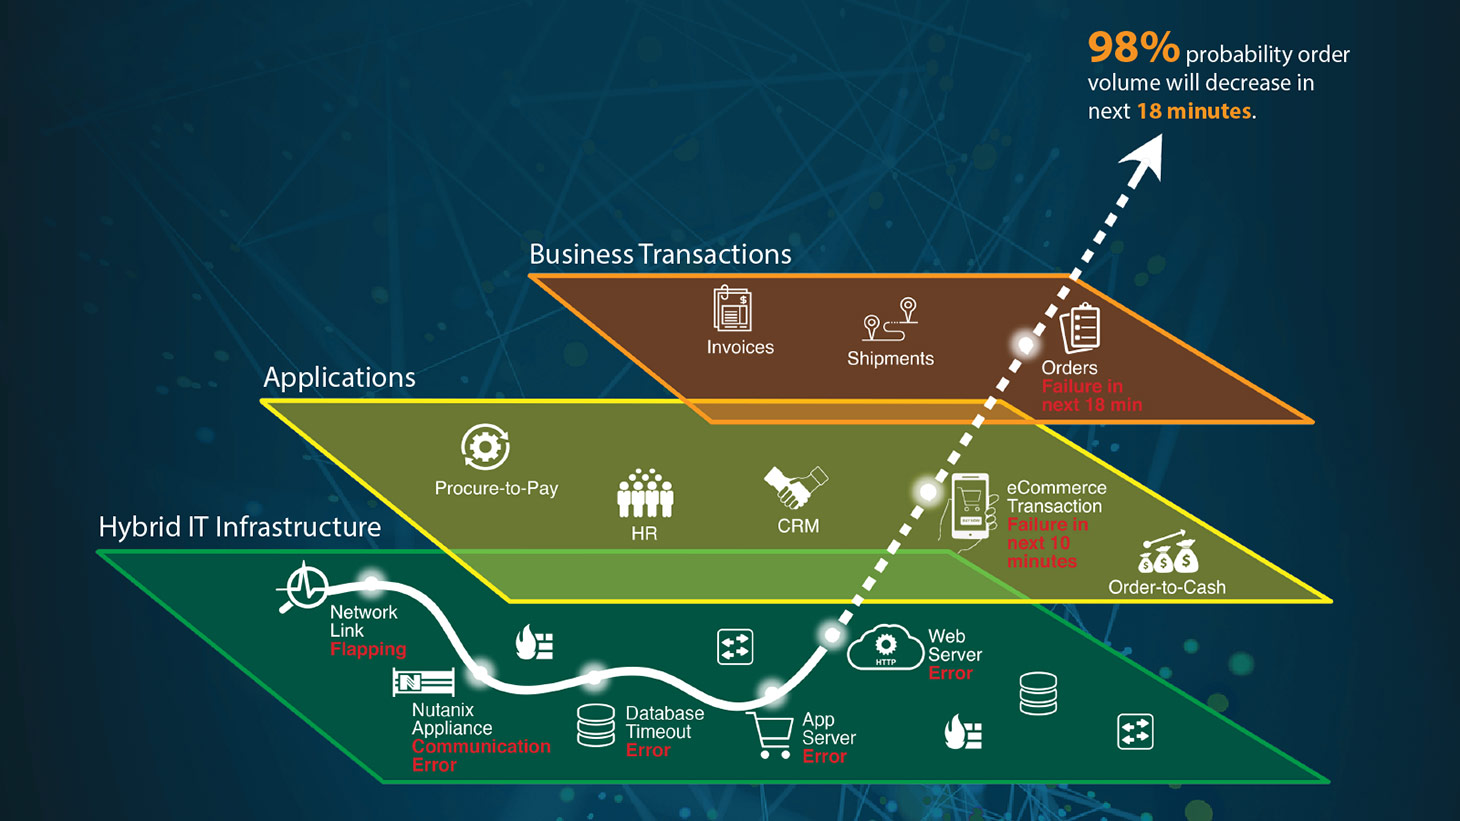 98% probability order
volume will decrease in
next 18 minutes.
Business Transactions
Invoices
Shipments
Orders
Failure in
next 18 min
Applications
Procure-to-Pay
HR
CRM
BUY NOW
eCommerce
Transaction
Failure in
next 10
minutes
Order-to-Cash
Hybrid IT Infrastructure
Network
Link
Flapping
N
Nutanix
Appliance
Communication
Error
Database
Timeout
Error
App
Server
Error
HTTP
Web
Server
Error
$
$
$
$